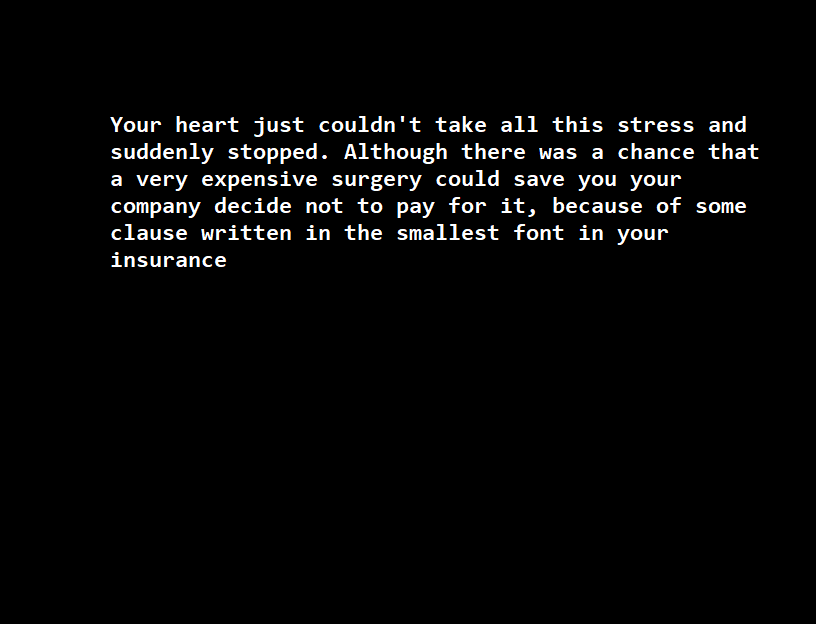 Your heart just couldn't take all this stress and
suddenly stopped. Although there was a chance that
a very expensive surgery could save you your
company decide not to pay for it, because of some
clause written in the smallest font in your
insurance